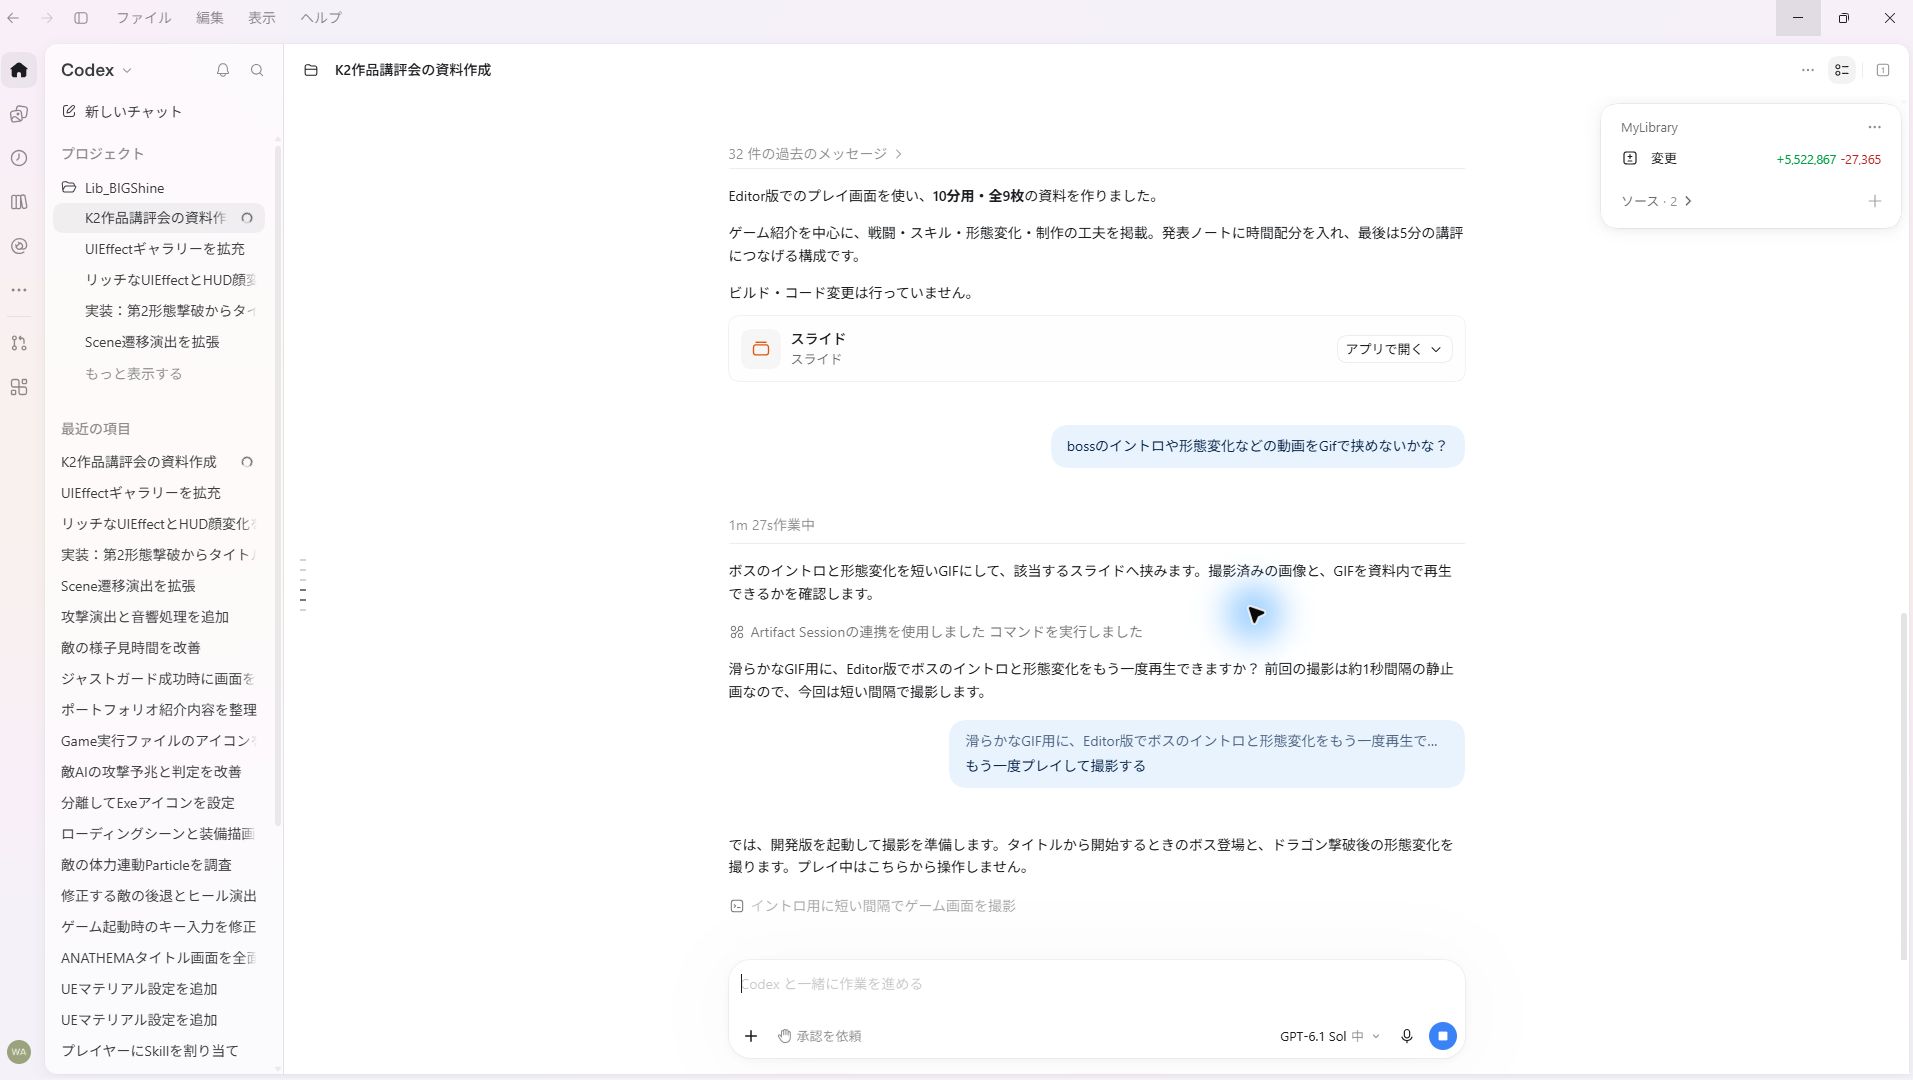 ファイル 編集 表示 ヘルプ
Codex
新しいチャット
プロジェクト
Lib_BIGShine
K2作品講評会の資料作
UIEffectギャラリーを拡充
リッチなUIEffectとHUD顔変
実装：第2形態撃破からタイ
Scene遷移演出を拡張
もっと表示する
最近の項目
K2作品講評会の資料作成
UIEffectギャラリーを拡充
リッチなUIEffectとHUD顔変化を
実装：第2形態撃破からタイトル
Scene遷移演出を拡張
攻撃演出と音響処理を追加
敵の様子見時間を改善
ジャストガード成功時に画面を
ポートフォリオ紹介内容を整理
Game実行ファイルのアイコン
敵AIの攻撃予兆と判定を改善
分離してExeアイコンを設定
ローディングシーンと装備描画
敵の体力連動Particleを調査
修正する敵の後退とヒール演出
ゲーム起動時のキー入力を修正
ANATHEMAタイトル画面を全面
UEマテリアル設定を追加
UEマテリアル設定を追加
プレイヤーにSkillを割り当て
WA
K2作品講評会の資料作成
1
MyLibrary
変更 +5,522,867 -27,365
ソース · 2
32 件の過去のメッセージ
Editor版でのプレイ画面を使い、10分用・全9枚の資料を作りました。
ゲーム紹介を中心に、戦闘・スキル・形態変化・制作の工夫を掲載。発表ノートに時間配分を入れ、最後は5分の講評
につなげる構成です。
ビルド・コード変更は行っていません。
スライド
スライド
アプリで開く
bossのイントロや形態変化などの動画をGifで挟めないかな？
1m 27s作業中
ボスのイントロと形態変化を短いGIFにして、該当するスライドへ挟みます。撮影済みの画像と、GIFを資料内で再生
できるかを確認します。
Artifact Sessionの連携を使用しました コマンドを実行しました
滑らかなGIF用に、Editor版でボスのイントロと形態変化をもう一度再生できますか？ 前回の撮影は約1秒間隔の静止
画なので、今回は短い間隔で撮影します。
滑らかなGIF用に、Editor版でボスのイントロと形態変化をもう一度再生で...
もう一度プレイして撮影する
では、開発版を起動して撮影を準備します。タイトルから開始するときのボス登場と、ドラゴン撃破後の形態変化を
撮ります。プレイ中はこちらから操作しません。
イントロ用に短い間隔でゲーム画面を撮影
Codex と一緒に作業を進める
承認を依頼
GPT-6.1 Sol 中